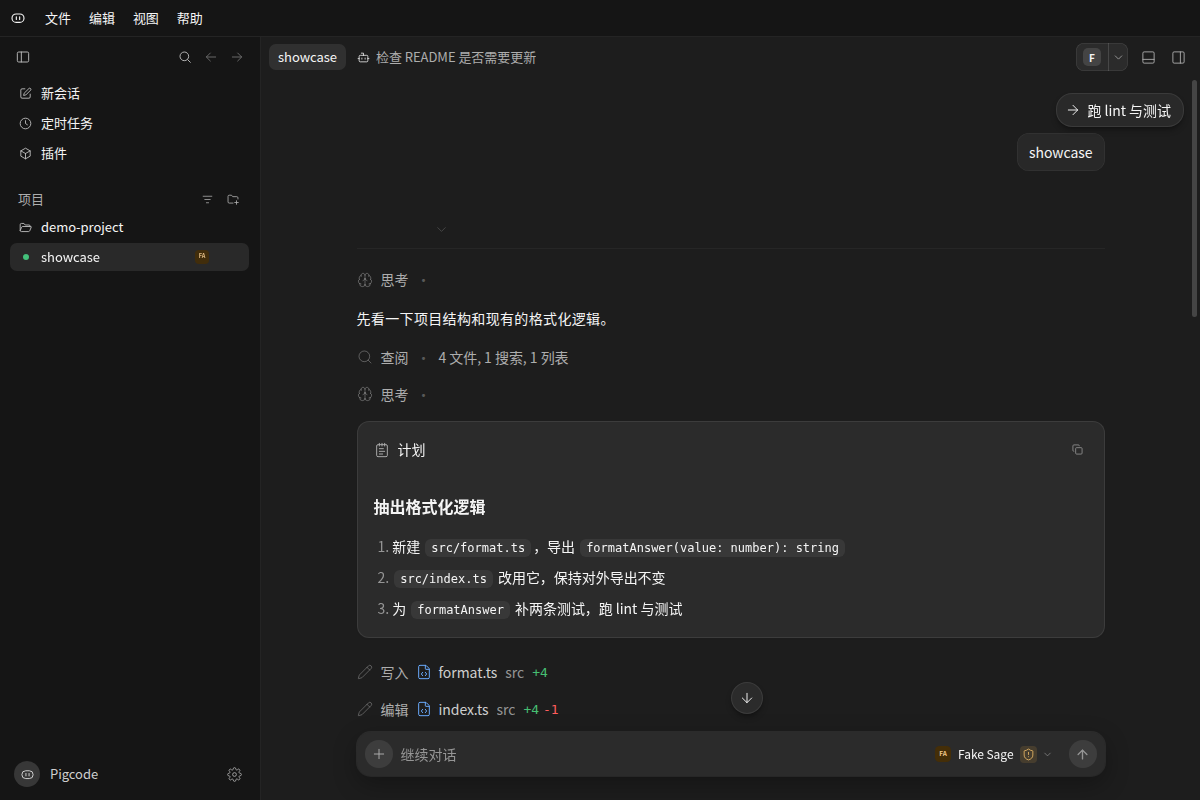 文件 编辑 视图 帮助
showcase 检查 README 是否需要更新 F
新会话
定时任务
插件
项目
demo-project
showcase FA
Pigcode
跑 lint 与测试
showcase
思考 •
先看一下项目结构和现有的格式化逻辑。
查阅 • 4 文件, 1 搜索, 1 列表
思考 •
计划
抽出格式化逻辑
1. 新建 src/format.ts ，导出 formatAnswer(value: number): string
2. src/index.ts 改用它，保持对外导出不变
3. 为 formatAnswer 补两条测试，跑 lint 与测试
写入 format.ts src +4
编辑 index.ts src +4 -1
继续对话 FA Fake Sage